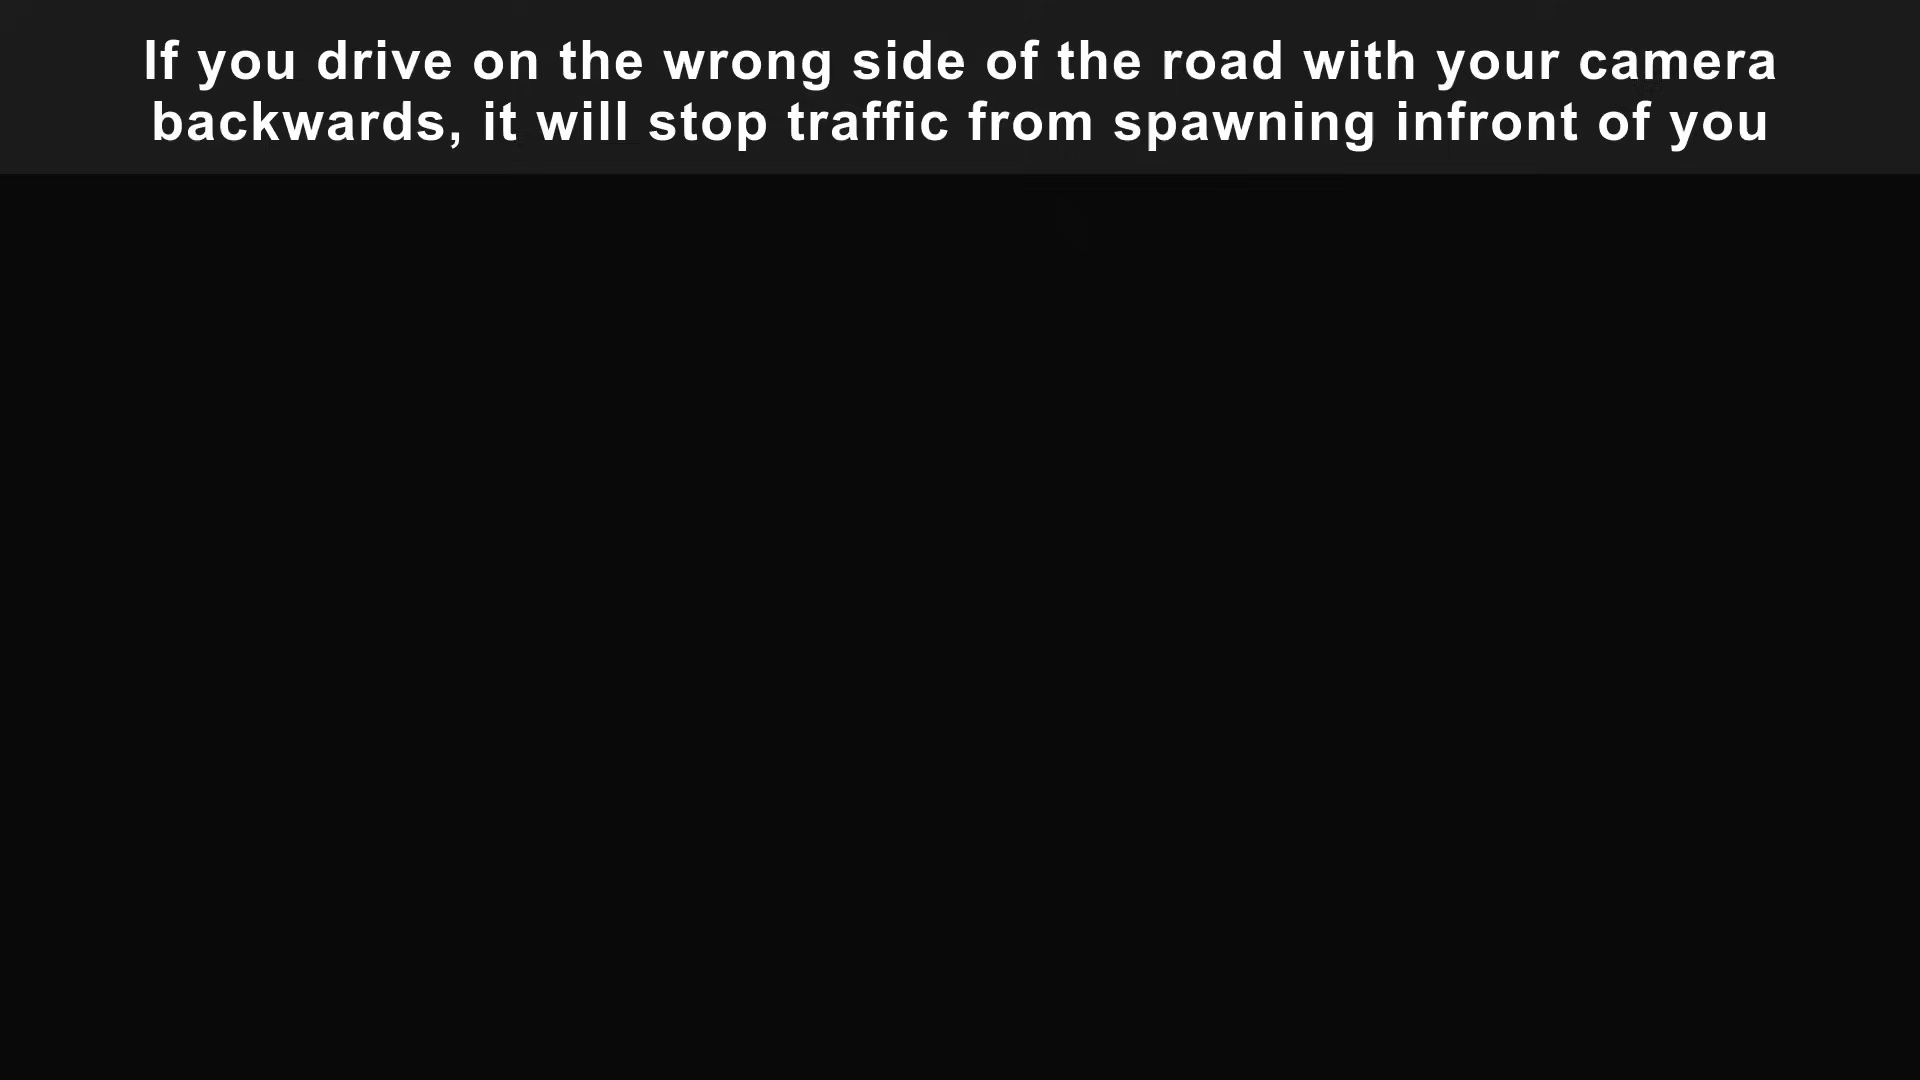 If you drive on the wrong side of the road with your camera
backwards, it will stop traffic from spawning infront of you